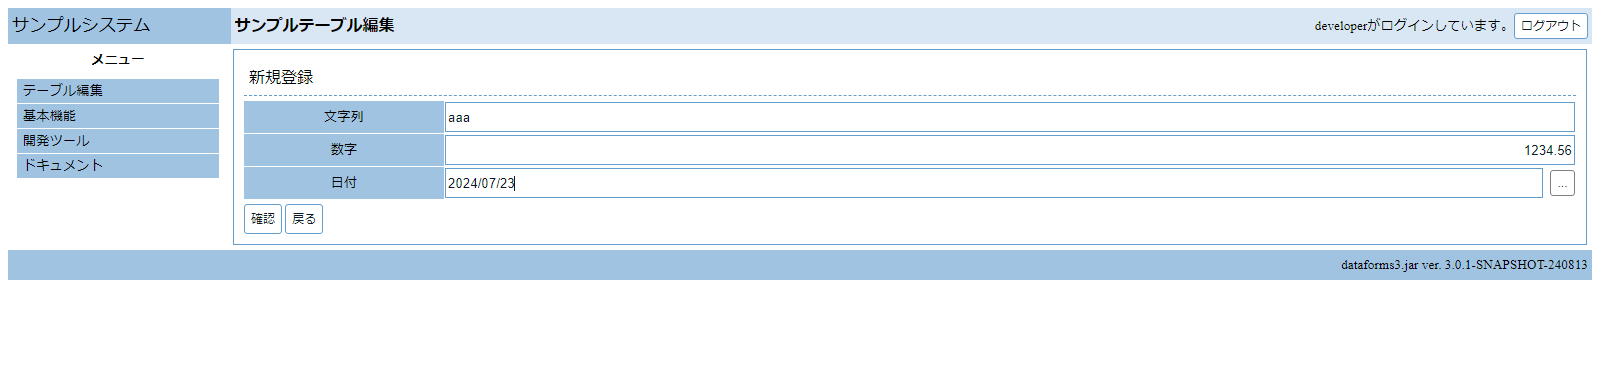 サンプルシステム
サンプルテーブル編集
developerがログインしています。 ログアウト
メニュー
テーブル編集
基本機能
開発ツール
ドキュメント
新規登録
文字列 aaa
数字 1234.56
日付 2024/07/23 ...
確認 戻る
dataforms3.jar ver. 3.0.1-SNAPSHOT-240813